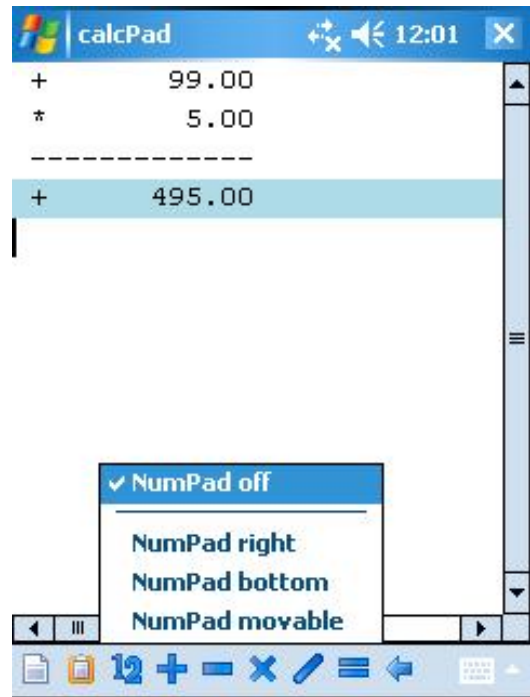 calcPad 12:01
+ 99.00
* 5.00
-------------
+ 495.00
NumPad off
NumPad right
NumPad bottom
NumPad movable
12